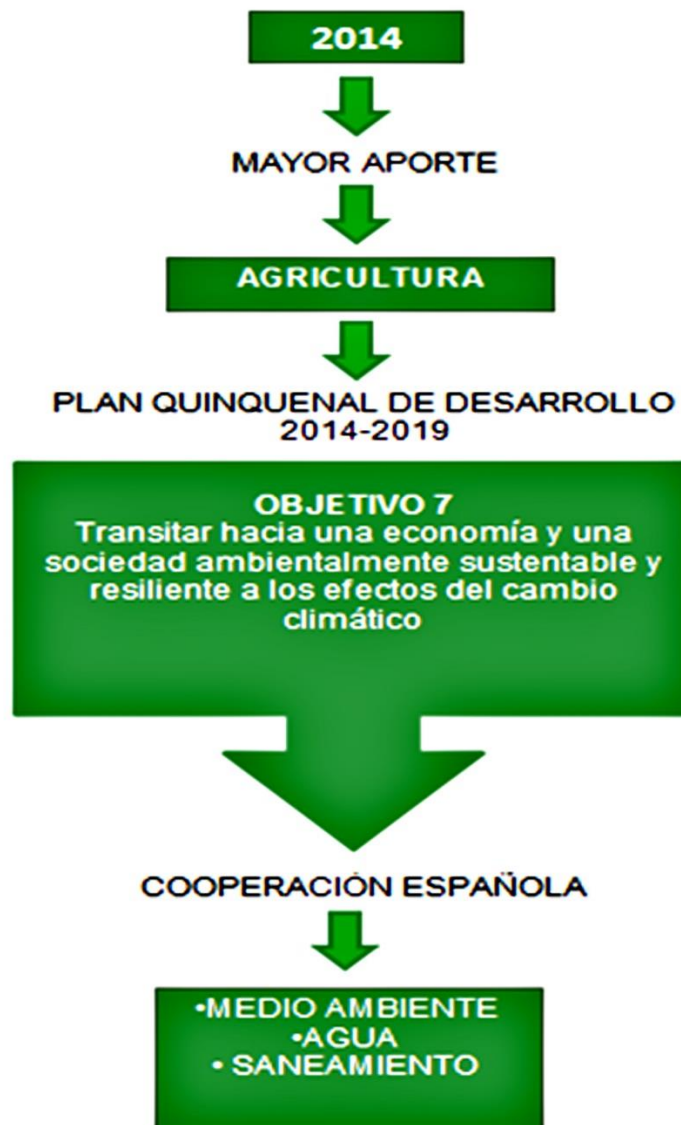 2014
MAYOR APORTE
AGRICULTURA
PLAN QUINQUENAL DE DESARROLLO
2014-2019
OBJETIVO 7
Transitar hacia una economía y una
sociedad ambientalmente sustentable y
resiliente a los efectos del cambio
climático
COOPERACIÓN ESPAÑOLA
•MEDIO AMBIENTE
•AGUA
• SANEAMIENTO